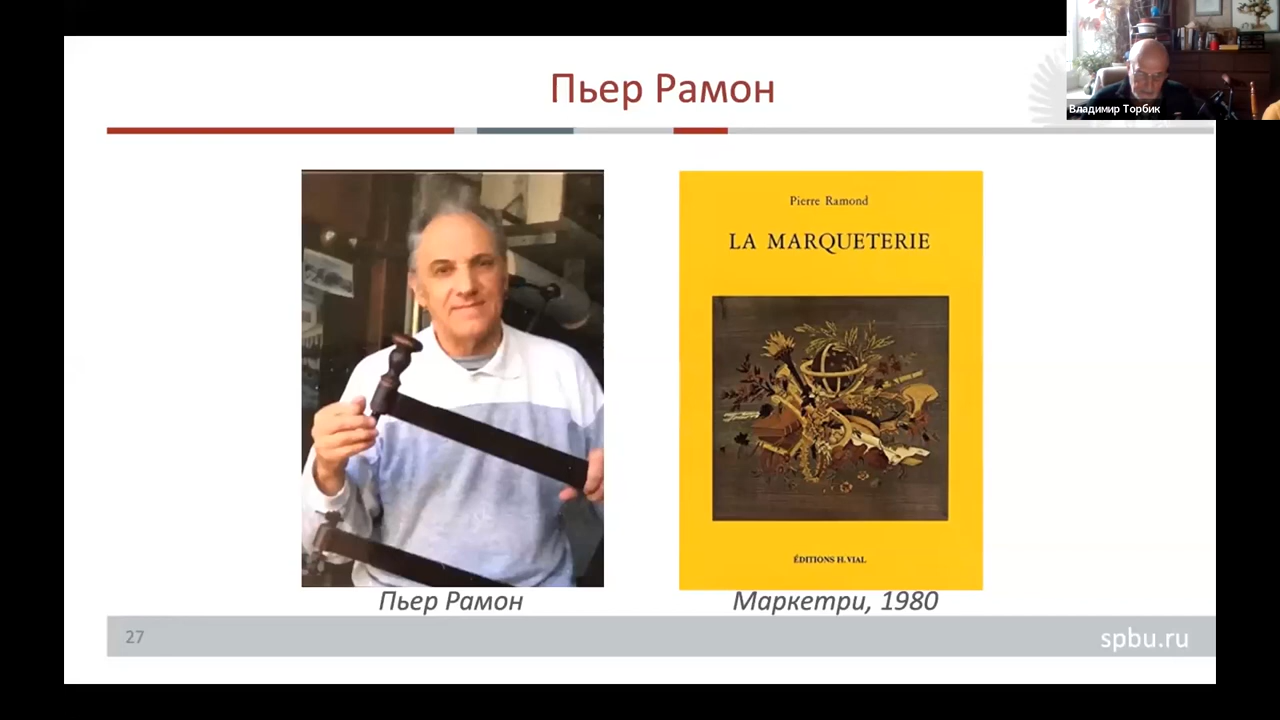 Пьер Рамон
Владимир Торбик
Pierre Ramond
LA MARQUETERIE
ÉDITIONS H. VIAL
Пьер Рамон
Маркетри, 1980
27
spbu.ru